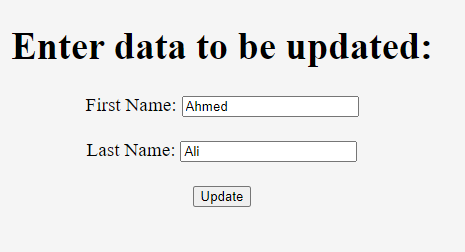 Enter data to be updated:
First Name: Ahmed
Last Name: Ali
Update